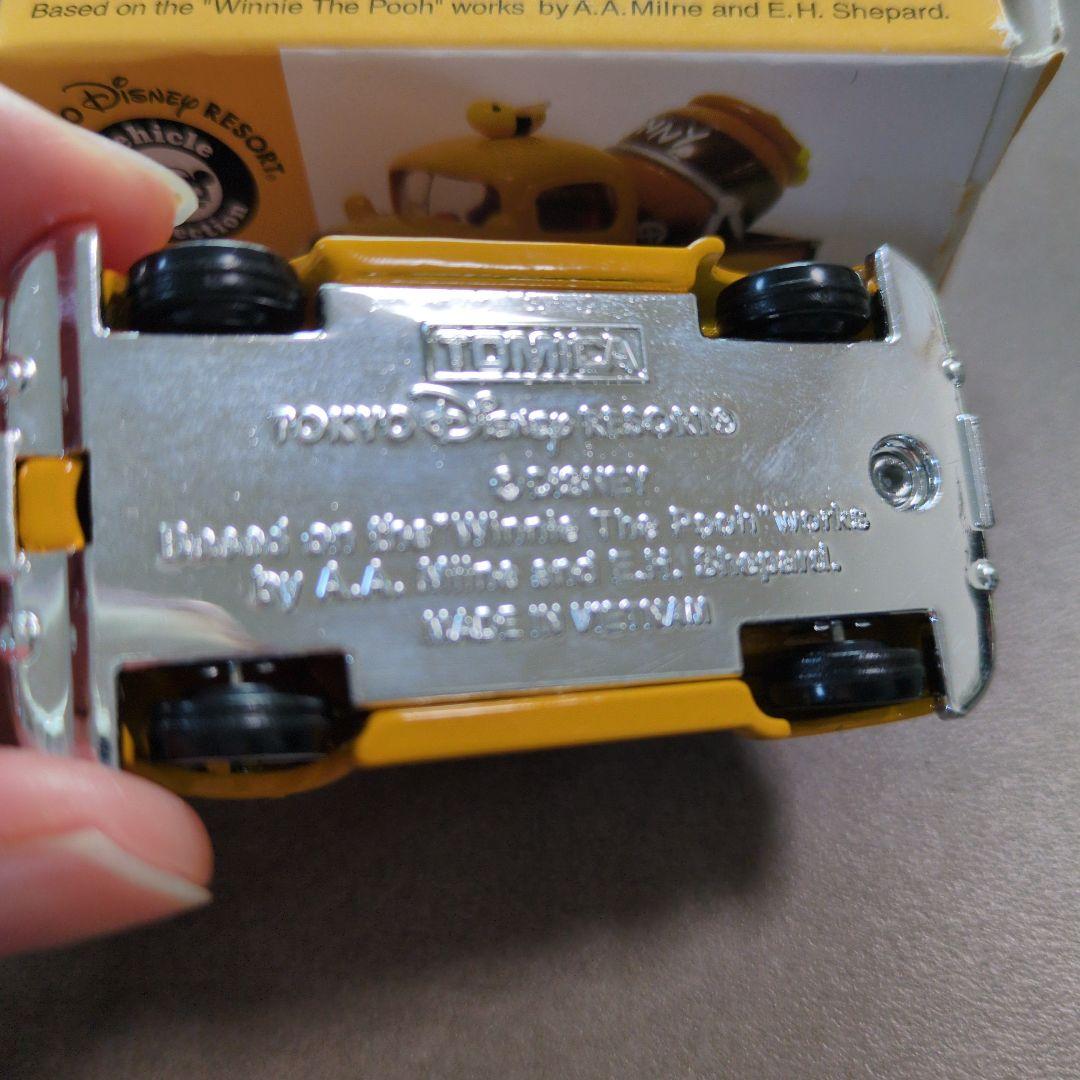 Based on the "Winnie The Pooh" works by A.A. Milne and E.H. Shepard.
Disney RESORT®
Vehicle
TOMICA
TOKYO Disney RESORT®
© DISNEY
Based on the "Winnie The Pooh" works
by A.A. Milne and E.H. Shepard.
MADE IN VIETNAM